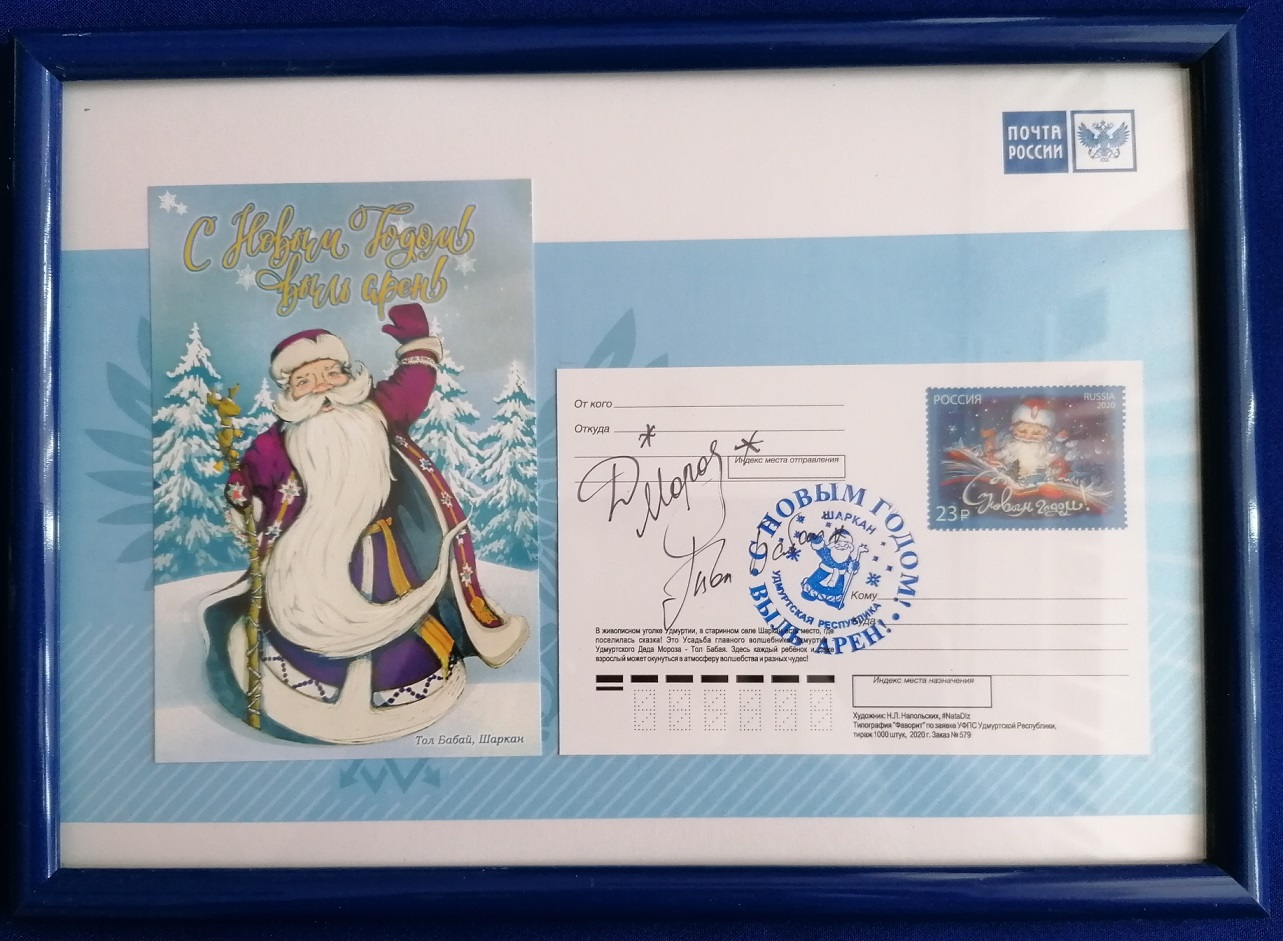 ПОЧТА
РОССИИ
С Новым Годом!
Выль арен!
Тол Бабай, Шаркан
От кого
Откуда
Индекс места отправления
РОССИЯ
RUSSIA
2020
С Новым годом!
23 ₽
Д Мороз
С НОВЫМ ГОДОМ!
ШАРКАН
УДМУРТСКАЯ РЕСПУБЛИКА
ВЫЛЬ АРЕН!
Кому
Куда
В живописном уголке Удмуртии, в старинном селе Шаркан есть место, где
поселилась сказка! Это Усадьба главного волшебника Удмуртии
Удмуртского Деда Мороза - Тол Бабая. Здесь каждый ребенок и даже
взрослый может окунуться в атмосферу волшебства и разных чудес!
Индекс места назначения
Художник: Н.Л. Напольских, #NataDiz
Типография "Фаворит" по заявке УФПС Удмуртской Республики,
тираж 1000 штук, 2020 г. Заказ № 579